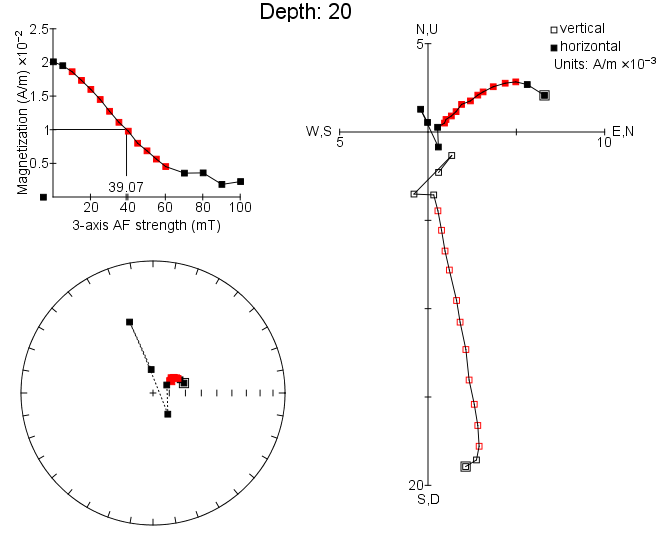 Depth: 20
2.5
2
1.5
1
0.5
Magnetization (A/m) ×10⁻²
39.07
20 40 60 80 100
3-axis AF strength (mT)
N,U
5
vertical
horizontal
Units: A/m ×10⁻³
W,S
5
10
E,N
20
S,D